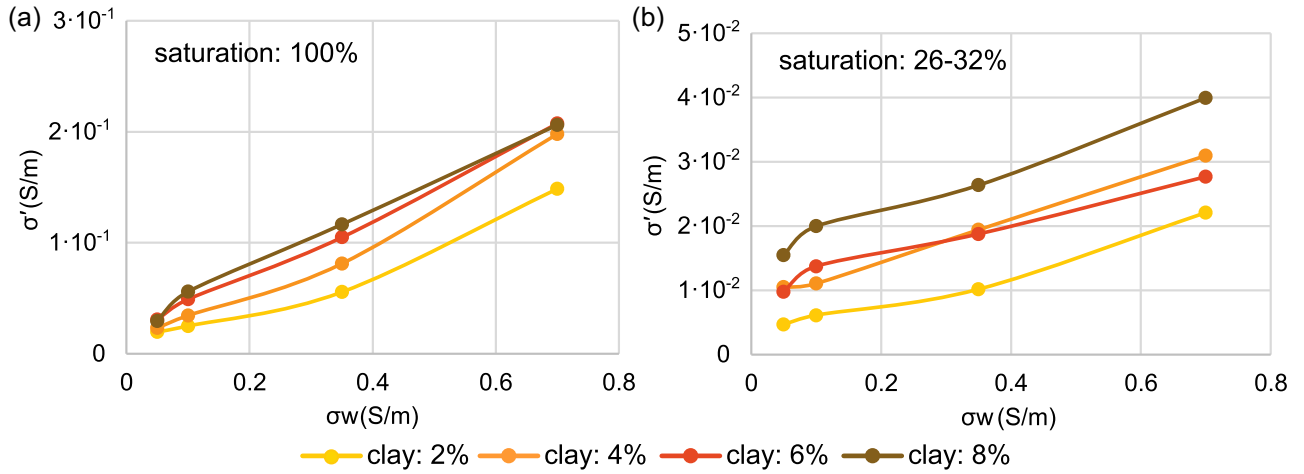 (a)
3·10⁻¹
saturation: 100%
2·10⁻¹
σ′(S/m)
1·10⁻¹
0
0 0.2 0.4 0.6 0.8
σw(S/m)
(b)
5·10⁻²
saturation: 26-32%
4·10⁻²
3·10⁻²
σ′(S/m)
2·10⁻²
1·10⁻²
0
0 0.2 0.4 0.6 0.8
σw(S/m)
clay: 2% clay: 4% clay: 6% clay: 8%